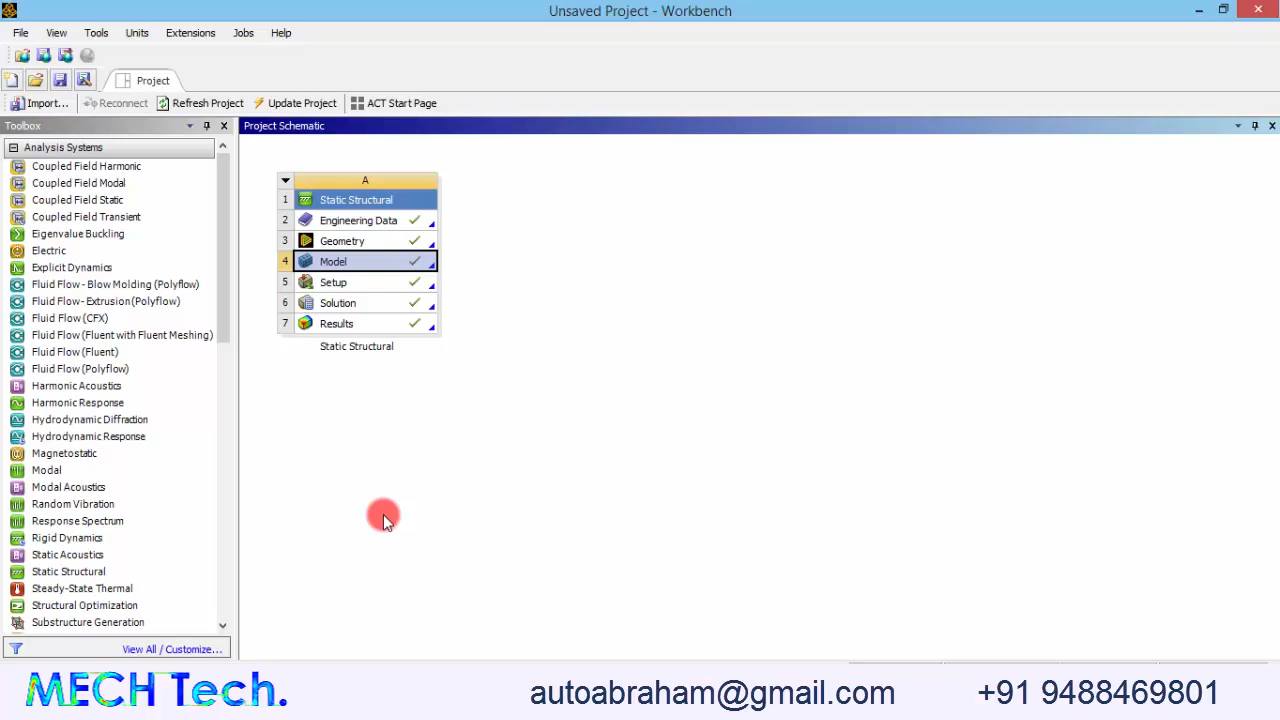 Unsaved Project - Workbench
File View Tools Units Extensions Jobs Help
Project
Import... Reconnect Refresh Project Update Project ACT Start Page
Toolbox
Project Schematic
Analysis Systems
Coupled Field Harmonic
Coupled Field Modal
Coupled Field Static
Coupled Field Transient
Eigenvalue Buckling
Electric
Explicit Dynamics
Fluid Flow - Blow Molding (Polyflow)
Fluid Flow- Extrusion (Polyflow)
Fluid Flow (CFX)
Fluid Flow (Fluent with Fluent Meshing)
Fluid Flow (Fluent)
Fluid Flow (Polyflow)
Harmonic Acoustics
Harmonic Response
Hydrodynamic Diffraction
Hydrodynamic Response
Magnetostatic
Modal
Modal Acoustics
Random Vibration
Response Spectrum
Rigid Dynamics
Static Acoustics
Static Structural
Steady-State Thermal
Structural Optimization
Substructure Generation
View All / Customize...
A
1 Static Structural
2 Engineering Data
3 Geometry
4 Model
5 Setup
6 Solution
7 Results
Static Structural
MECH Tech. autoabraham@gmail.com +91 9488469801